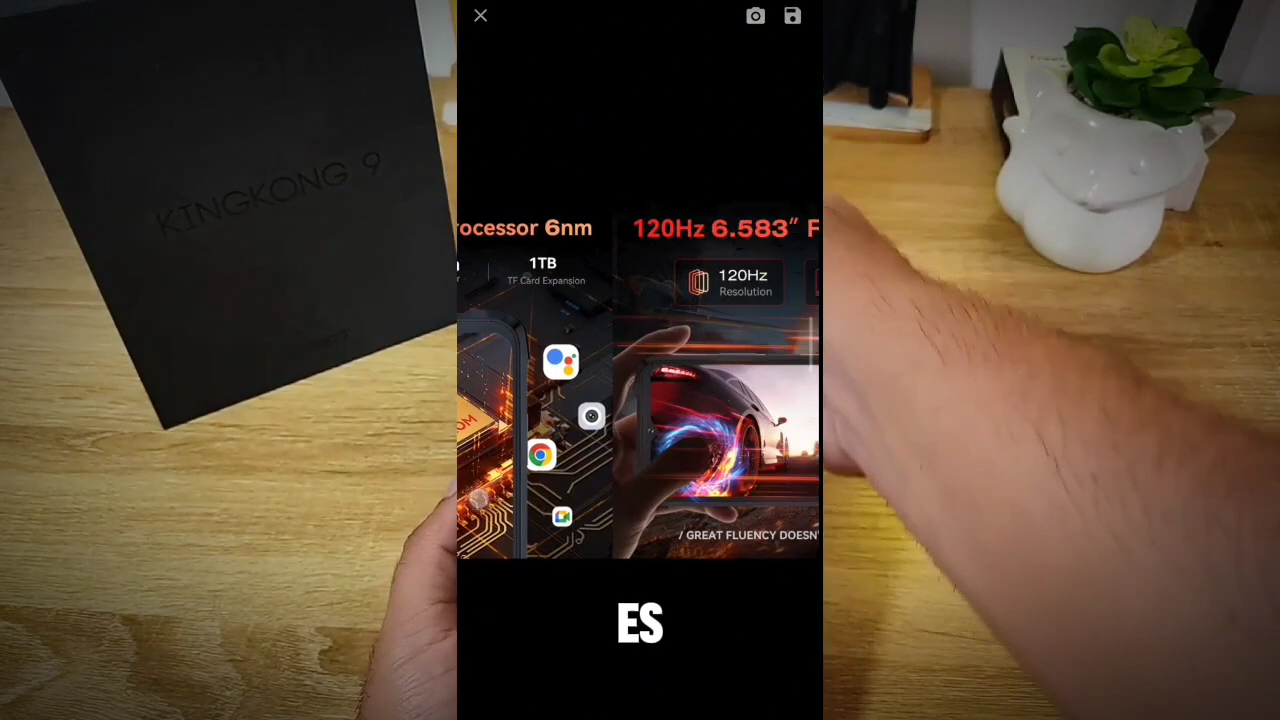 KINGKONG 9
rocessor 6nm
1TB
TF Card Expansion
120Hz 6.583" F
120Hz
Resolution
/ GREAT FLUENCY DOESN'
ES